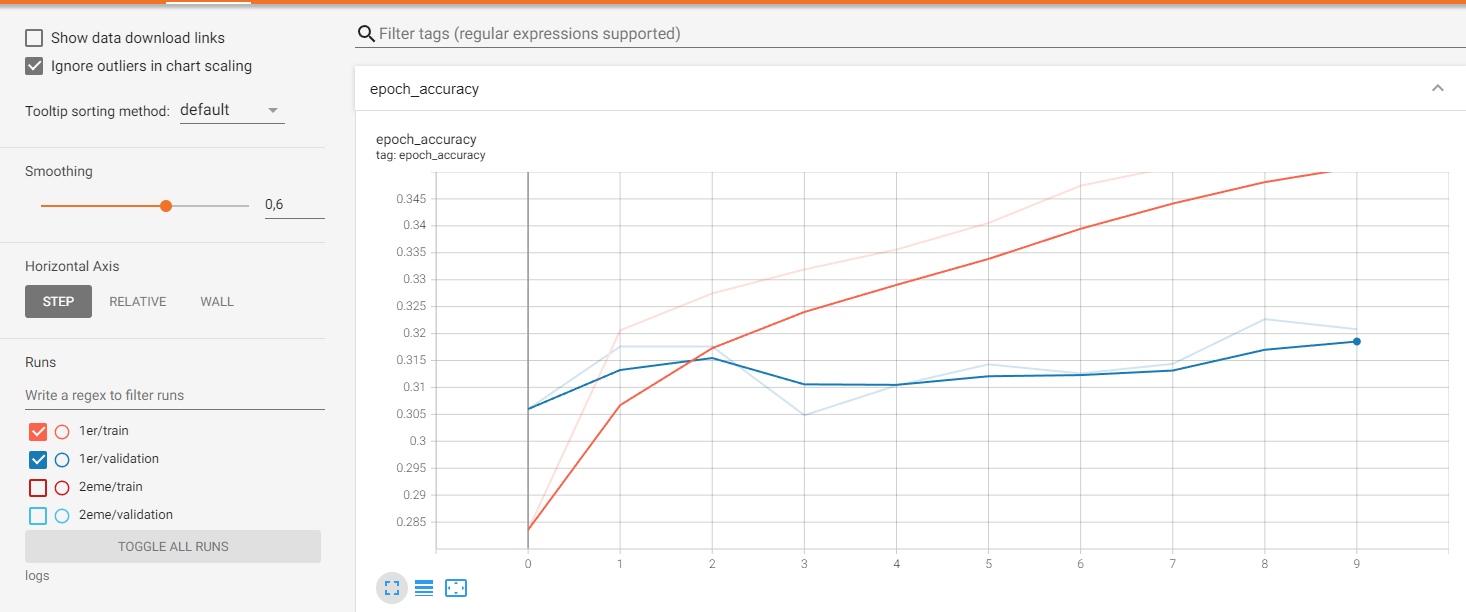 Show data download links
Ignore outliers in chart scaling
Tooltip sorting method: default
Smoothing
0,6
Horizontal Axis
STEP RELATIVE WALL
Runs
Write a regex to filter runs
1er/train
1er/validation
2eme/train
2eme/validation
TOGGLE ALL RUNS
logs
Filter tags (regular expressions supported)
epoch_accuracy
epoch_accuracy
tag: epoch_accuracy
0.345
0.34
0.335
0.33
0.325
0.32
0.315
0.31
0.305
0.3
0.295
0.29
0.285
0 1 2 3 4 5 6 7 8 9